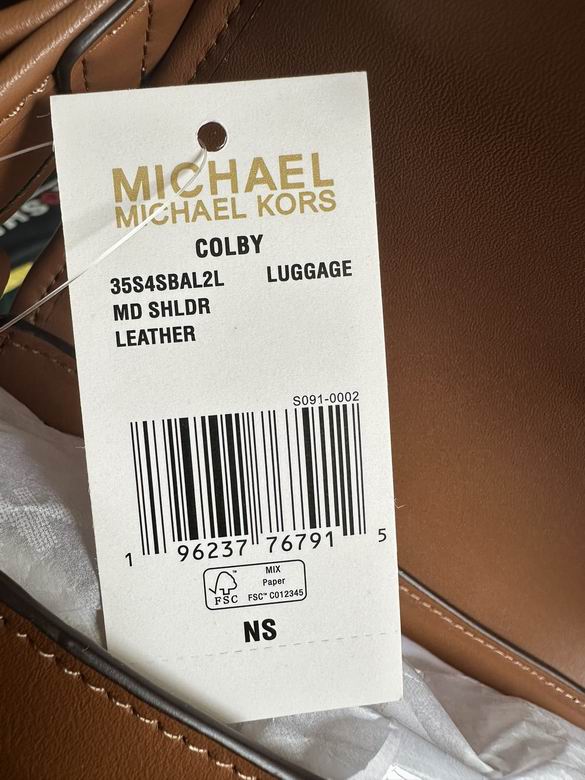 MICHAEL
MICHAEL KORS
COLBY
35S4SBAL2L LUGGAGE
MD SHLDR
LEATHER
S091-0002
1 96237 76791 5
MIX
Paper
FSC™ C012345
FSC
NS